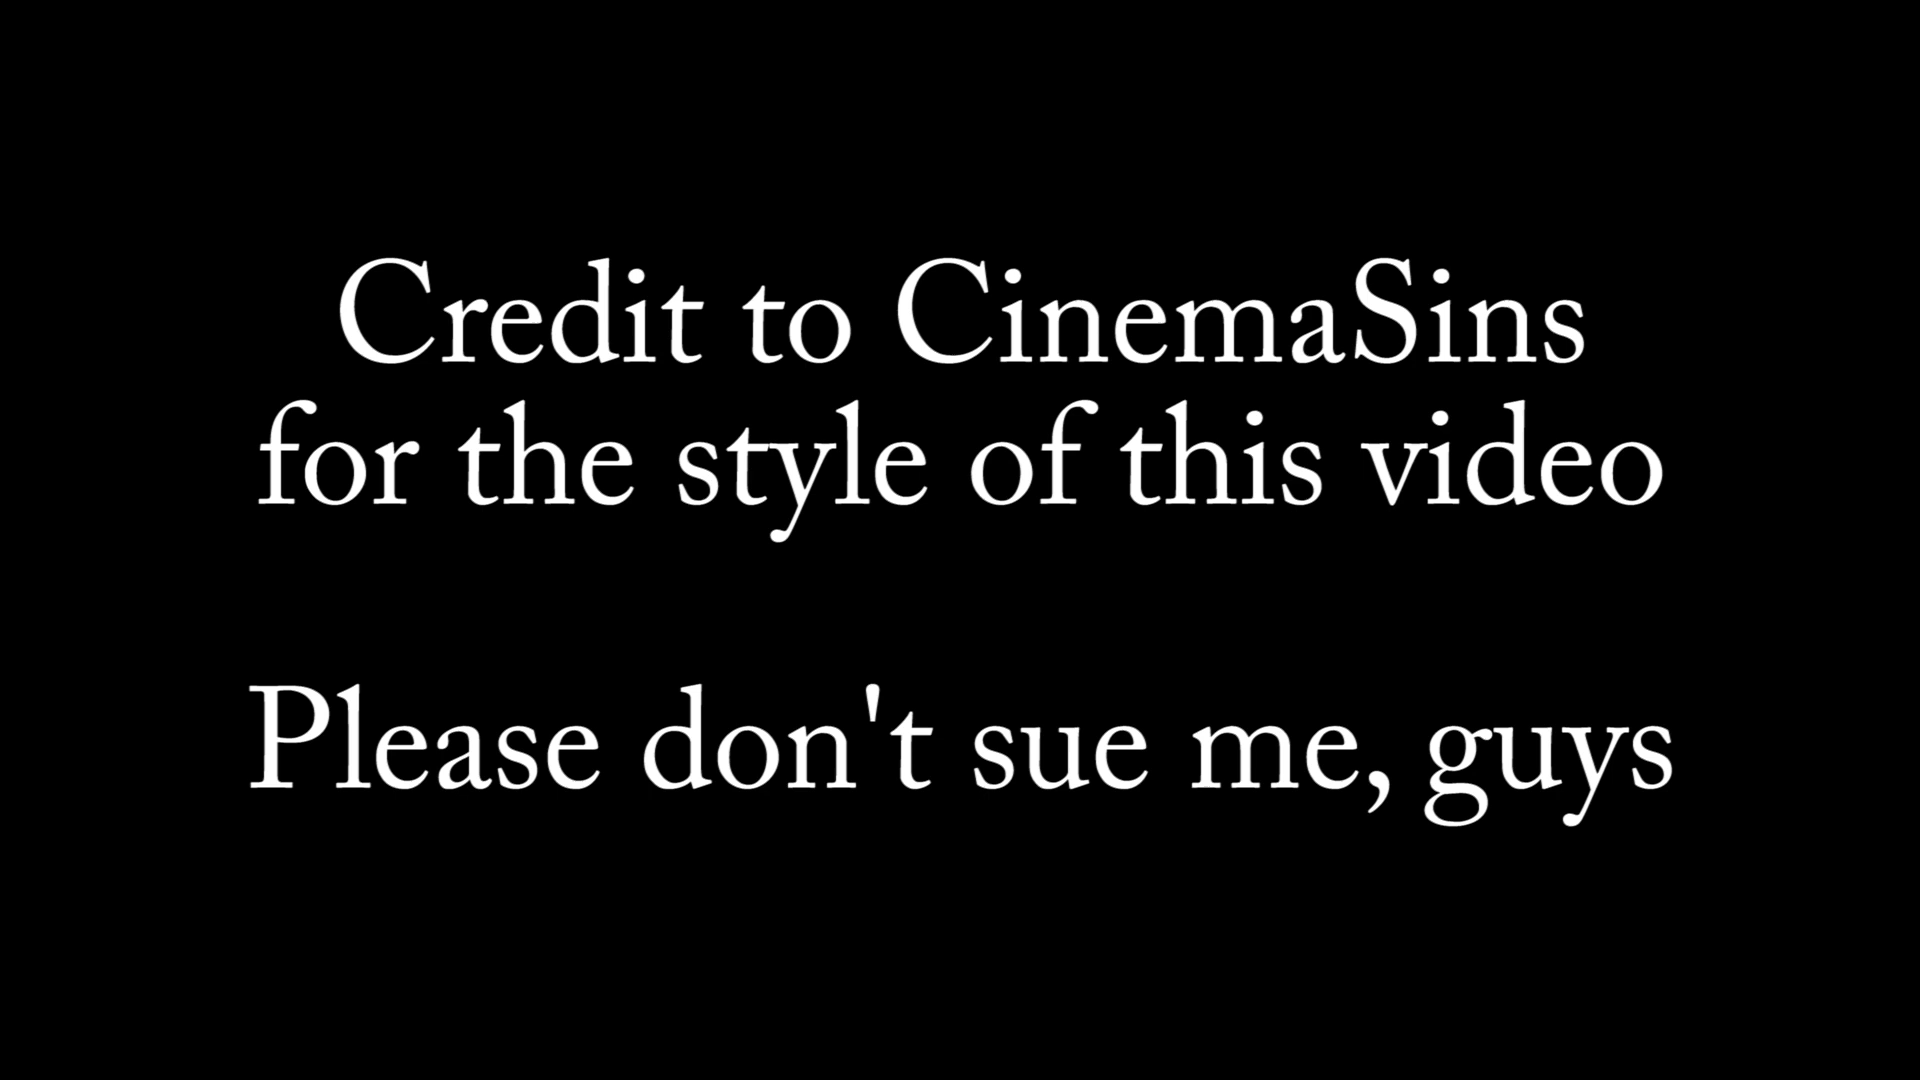 Credit to CinemaSins
for the style of this video
Please don't sue me, guys